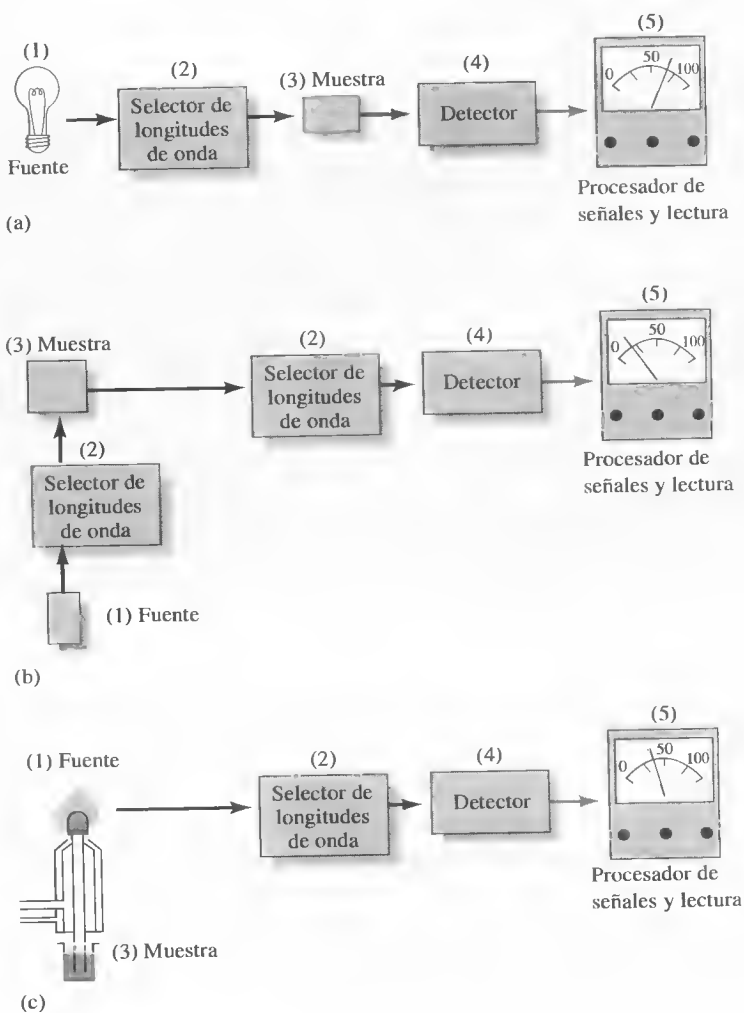 (1)
Fuente
(2)
Selector de
longitudes
de onda
(3) Muestra
(4)
Detector
(5)
0 50 100
Procesador de
señales y lectura
(a)
(3) Muestra
(2)
Selector de
longitudes
de onda
(1) Fuente
(2)
Selector de
longitudes
de onda
(4)
Detector
(5)
0 50 100
Procesador de
señales y lectura
(b)
(1) Fuente
(3) Muestra
(2)
Selector de
longitudes
de onda
(4)
Detector
(5)
0 50 100
Procesador de
señales y lectura
(c)